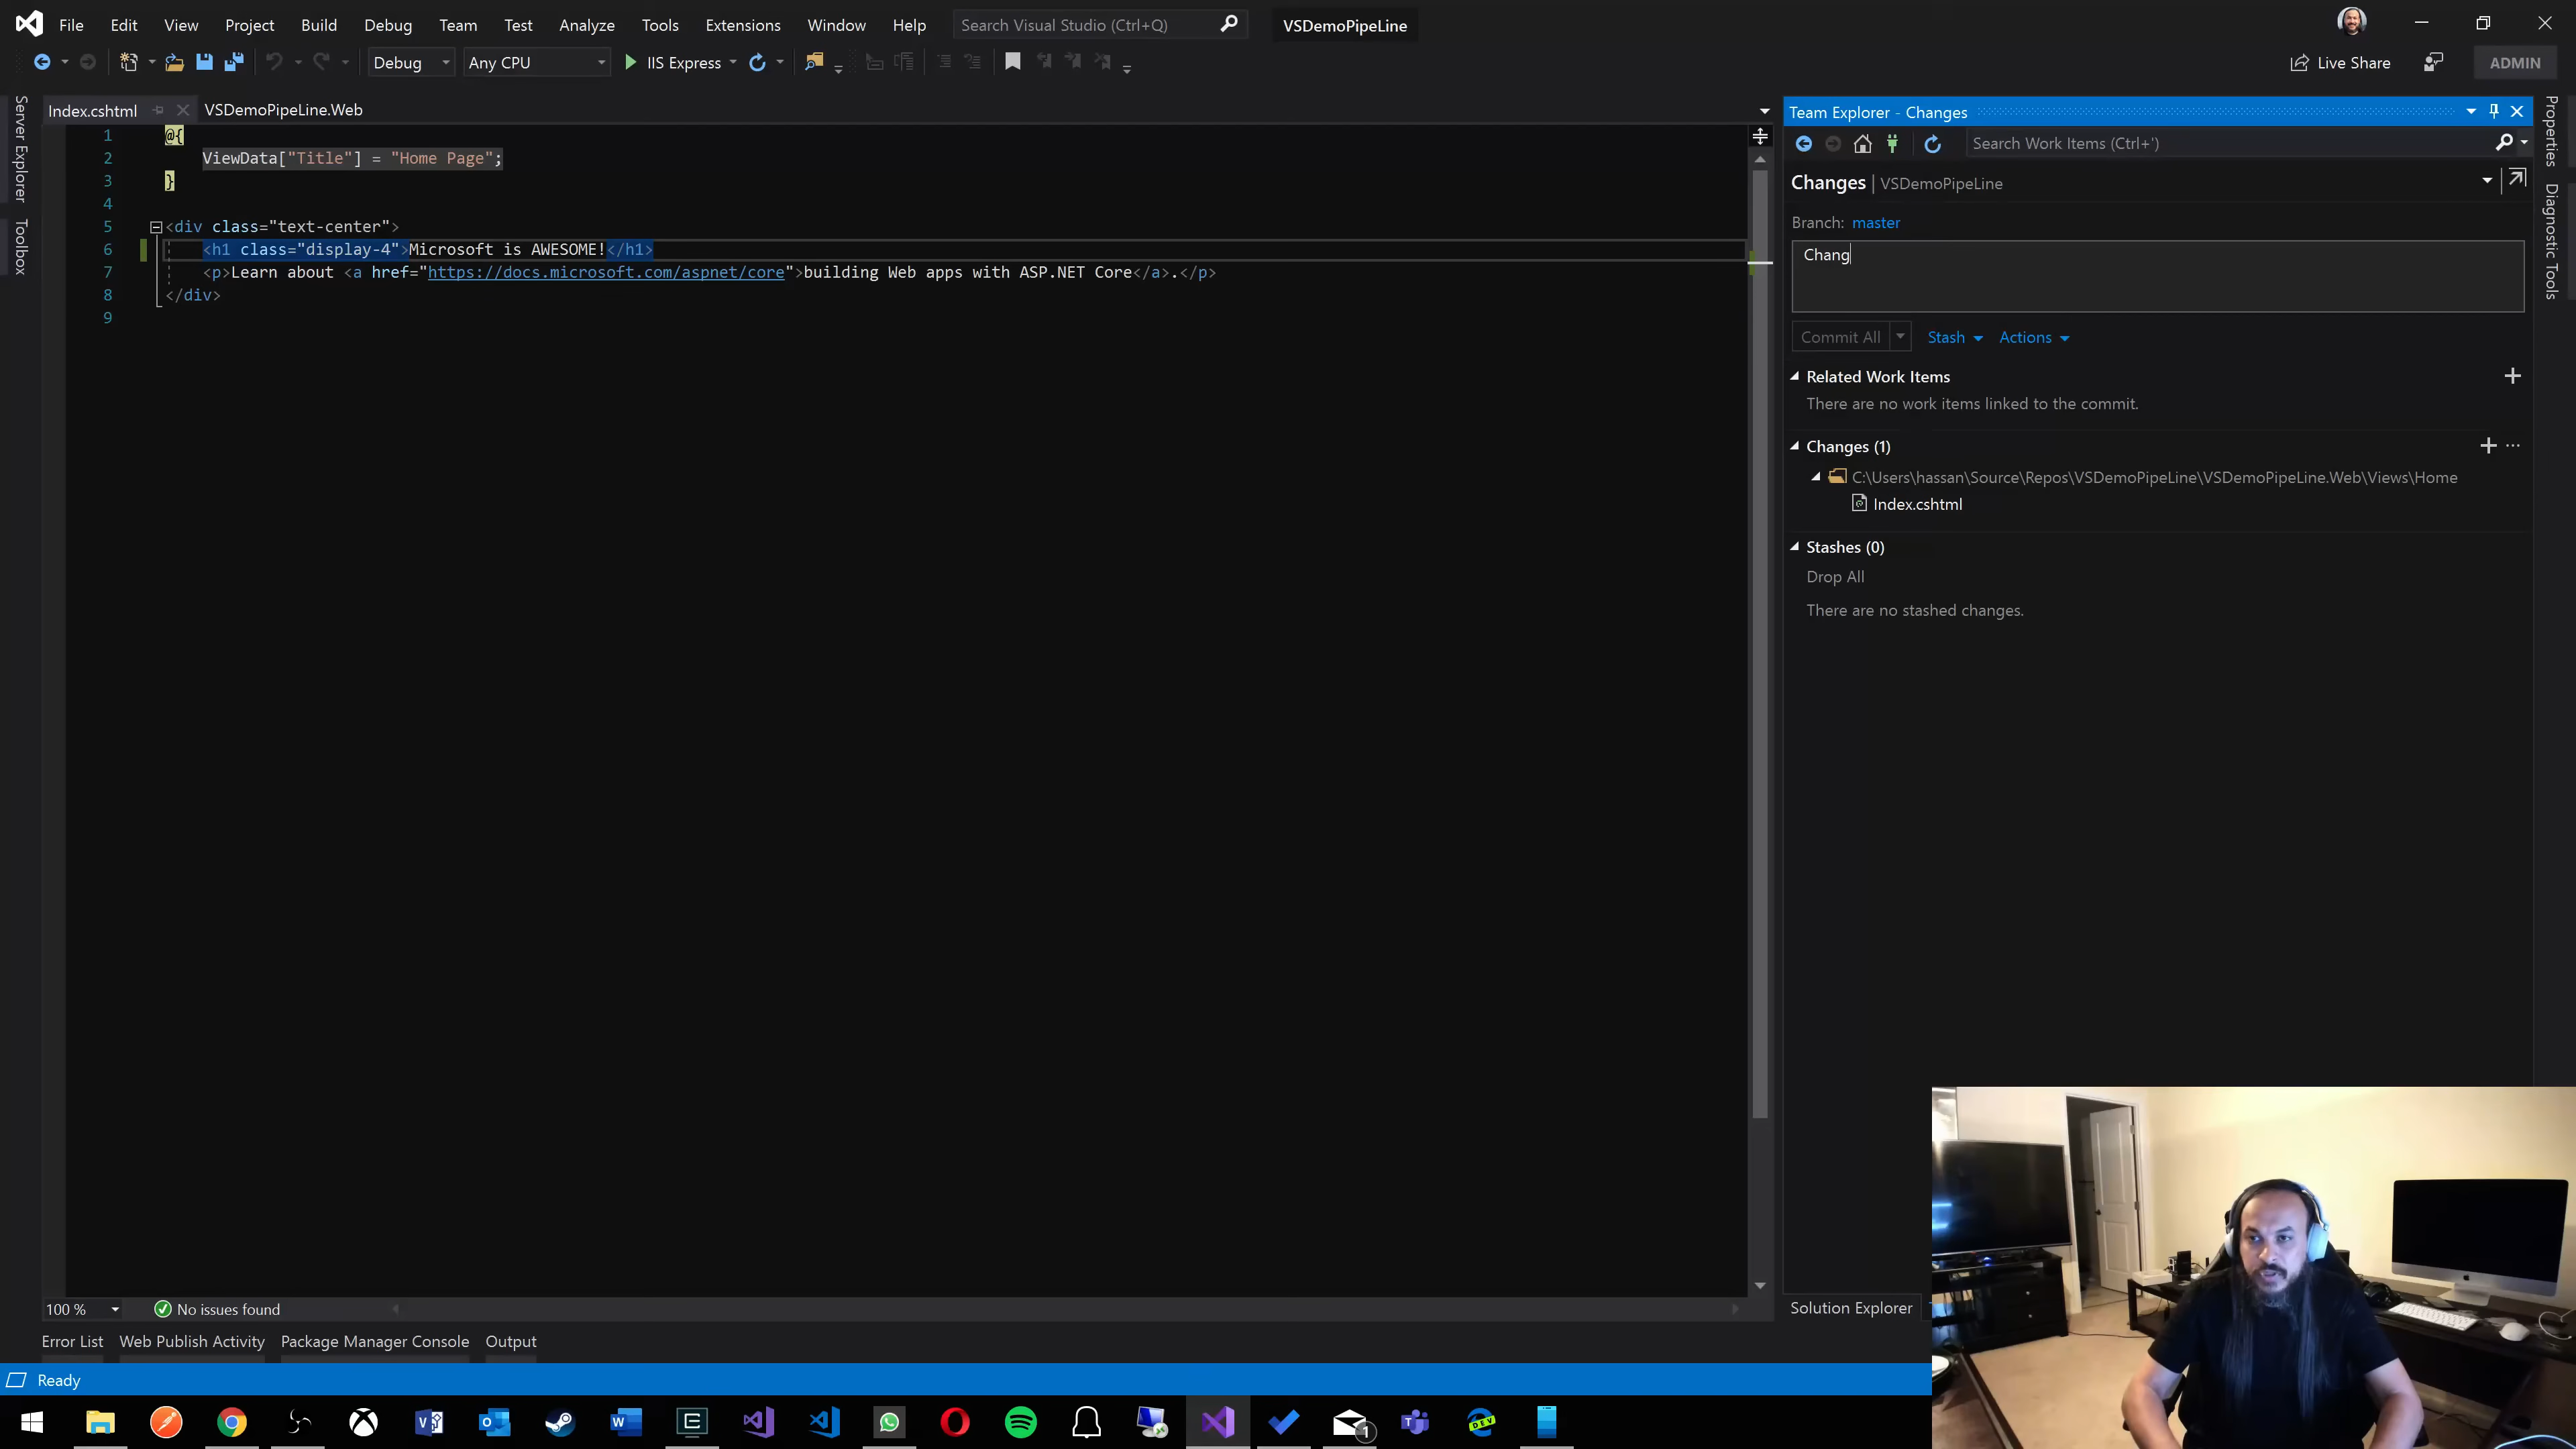 File Edit View Project Build Debug Team Test Analyze Tools Extensions Window Help Search Visual Studio (Ctrl+Q) VSDemoPipeLine
Debug Any CPU IIS Express Live Share ADMIN
Server Explorer
Toolbox
Index.cshtml VSDemoPipeLine.Web
1 @{
2 ViewData["Title"] = "Home Page";
3 }
4
5 <div class="text-center">
6 <h1 class="display-4">Microsoft is AWESOME!</h1>
7 <p>Learn about <a href="https://docs.microsoft.com/aspnet/core">building Web apps with ASP.NET Core</a>.</p>
8 </div>
9
Team Explorer - Changes
Search Work Items (Ctrl+')
Changes | VSDemoPipeLine
Branch: master
Chang
Commit All Stash Actions
Related Work Items
There are no work items linked to the commit.
Changes (1)
C:\Users\hassan\Source\Repos\VSDemoPipeLine\VSDemoPipeLine.Web\Views\Home
Index.cshtml
Stashes (0)
Drop All
There are no stashed changes.
Properties
Diagnostic Tools
100 % No issues found
Solution Explorer
Error List Web Publish Activity Package Manager Console Output
Ready
1
DEV